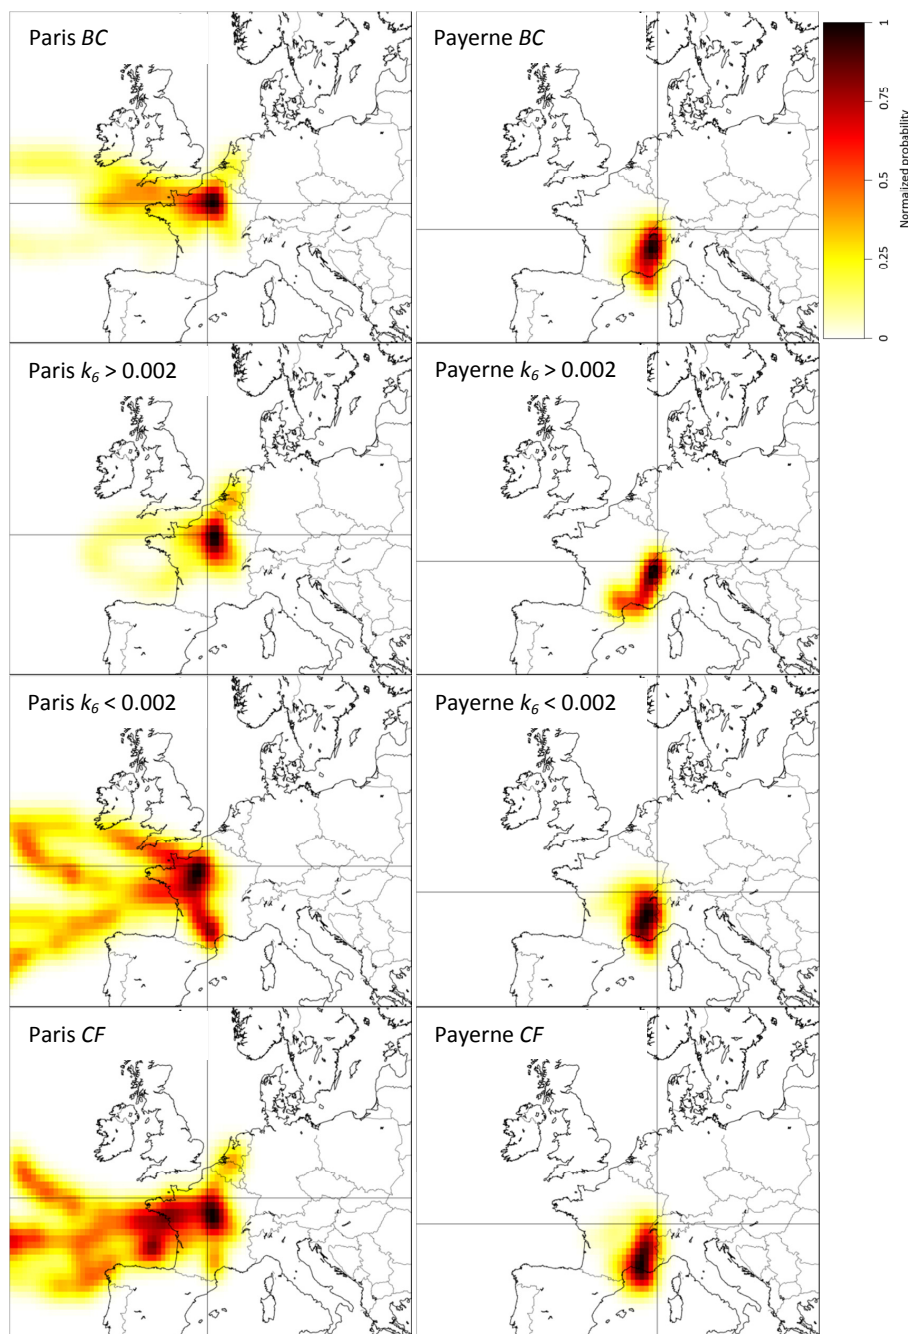 Paris BC
Payerne BC
1
0.75
0.5
0.25
0
Normalized probability
Paris k₆ > 0.002
Payerne k₆ > 0.002
Paris k₆ < 0.002
Payerne k₆ < 0.002
Paris CF
Payerne CF